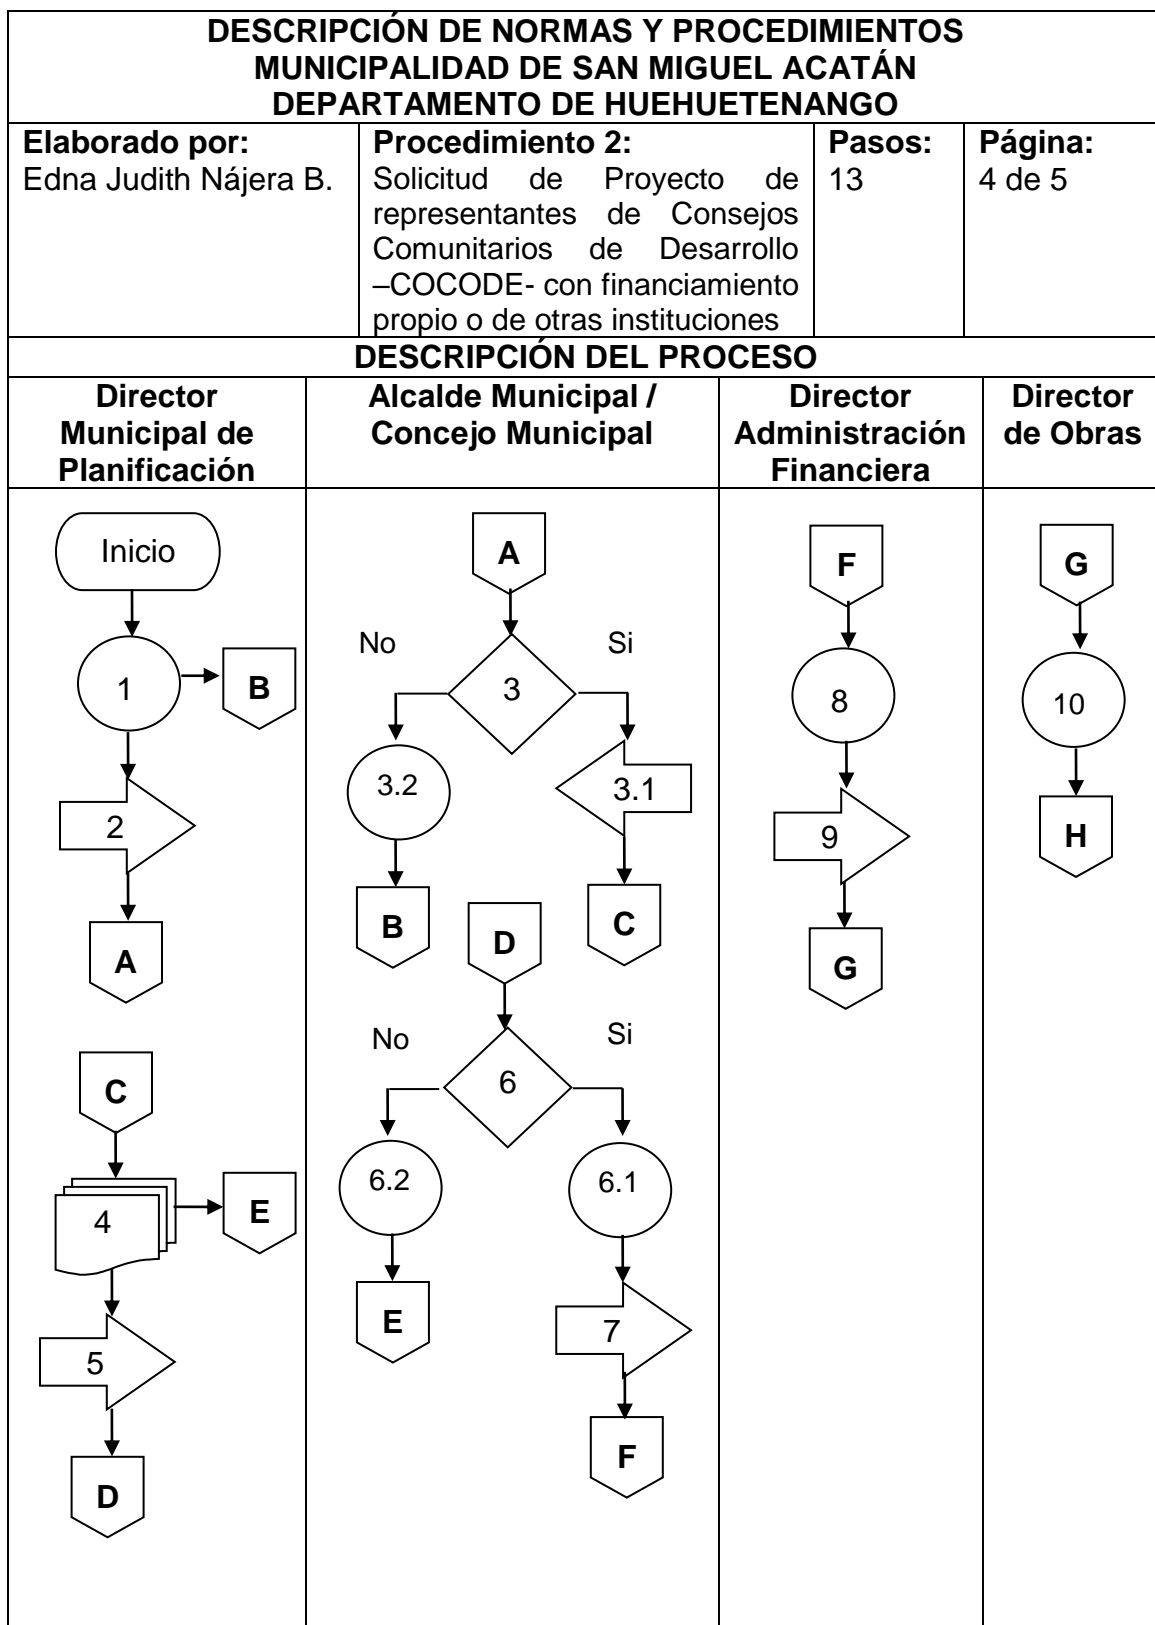 DESCRIPCIÓN DE NORMAS Y PROCEDIMIENTOS
MUNICIPALIDAD DE SAN MIGUEL ACATÁN
DEPARTAMENTO DE HUEHUETENANGO
Elaborado por:
Edna Judith Nájera B.
Procedimiento 2:
Solicitud de Proyecto de
representantes de Consejos
Comunitarios de Desarrollo
–COCODE- con financiamiento
propio o de otras instituciones
Pasos:
13
Página:
4 de 5
DESCRIPCIÓN DEL PROCESO
Director
Municipal de
Planificación
Alcalde Municipal /
Concejo Municipal
Director
Administración
Financiera
Director
de Obras
Inicio
1
B
2
A
C
4
E
5
D
A
No
Si
3
3.2
3.1
B
C
D
No
Si
6
6.2
6.1
E
7
F
F
8
9
G
G
10
H